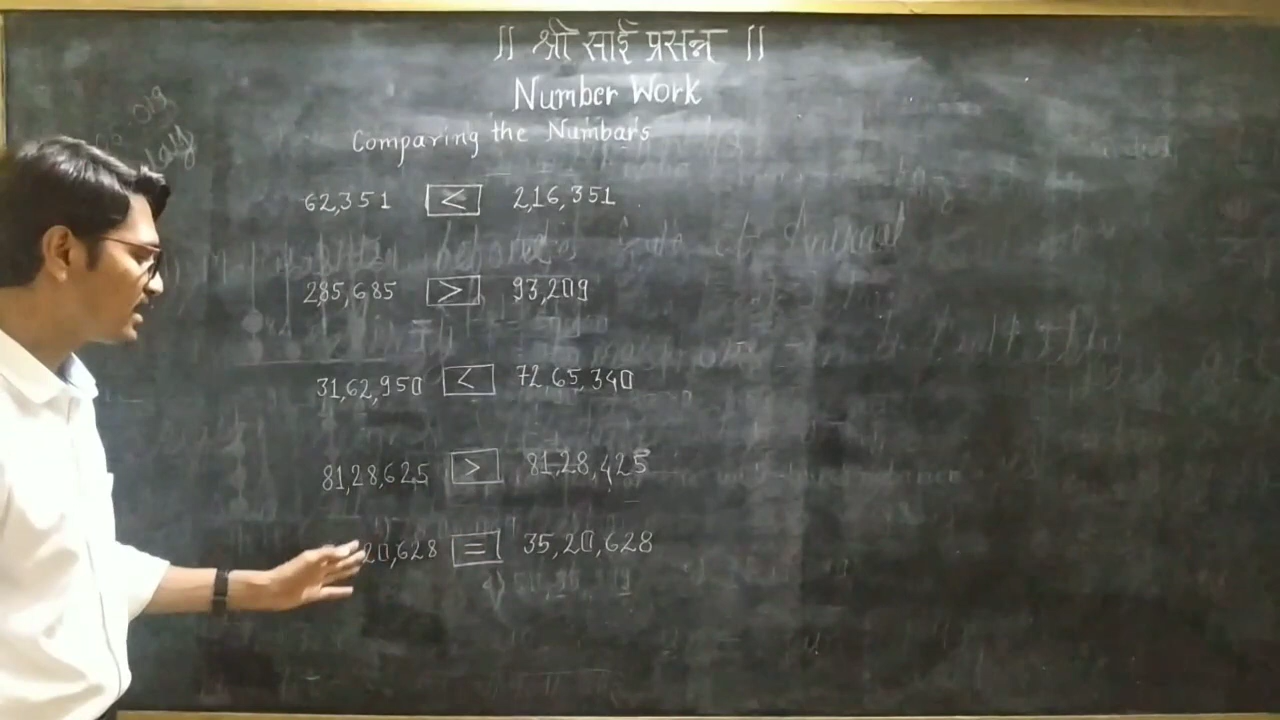 ॥ श्री साई प्रसन्न ॥
Number Work
Comparing the Numbars
62,351 < 2,16,351
285,685 > 93,209
31,62,950 < 72,65,340
81,28,625 > 81,28,425
20,628 = 35,20,628